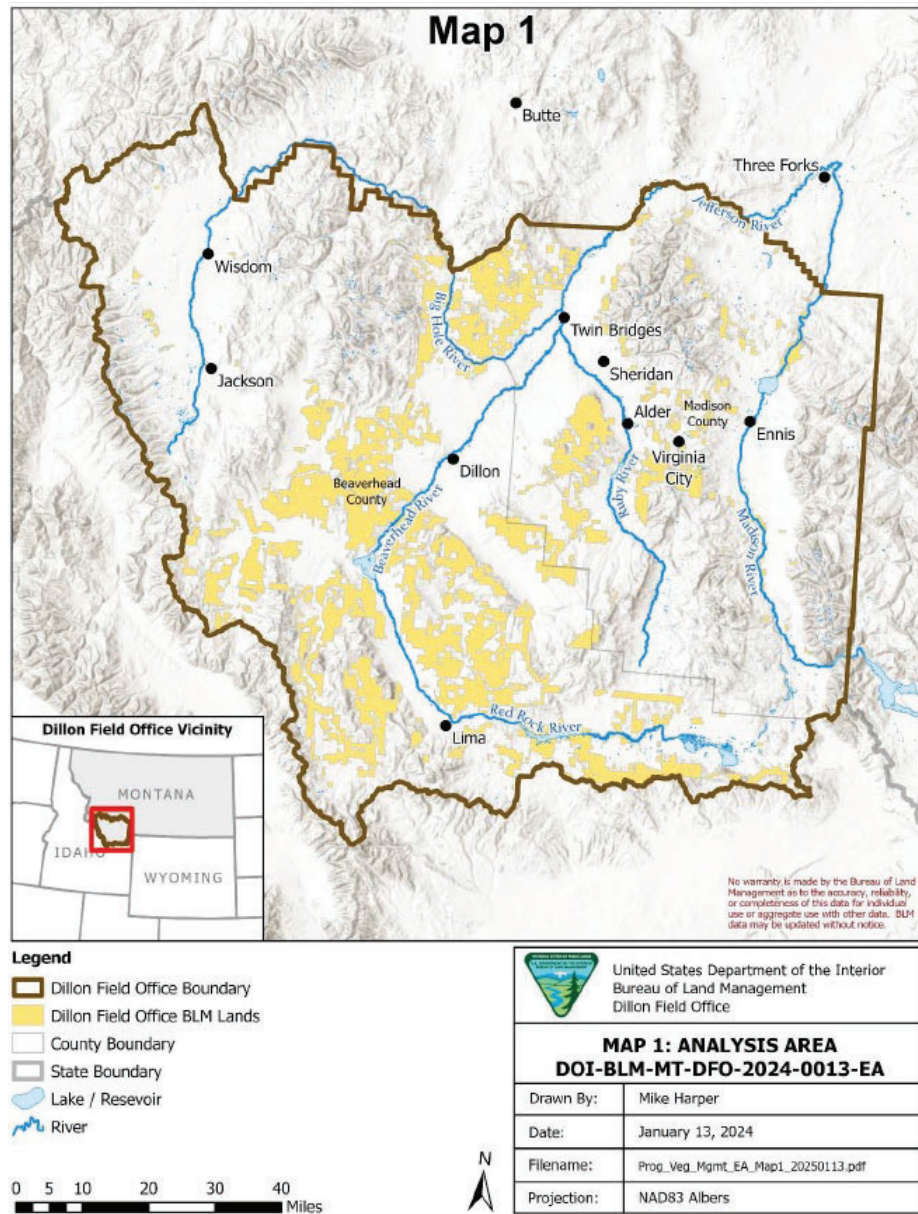 Map 1
Butte
Three Forks
Jefferson River
Wisdom
Big Hole River
Twin Bridges
Jackson
Sheridan
Alder
Madison
County
Ennis
Virginia
City
Dillon
Beaverhead
County
Beaverhead River
Ruby River
Madison River
Red Rock River
Lima
Dillon Field Office Vicinity
MONTANA
IDAHO
WYOMING
No warranty is made by the Bureau of Land
Management as to the accuracy, reliability,
or completeness of this data for individual
use or aggregate use with other data. BLM
data may be updated without notice.
Legend
Dillon Field Office Boundary
Dillon Field Office BLM Lands
County Boundary
State Boundary
Lake / Resevoir
River
0 5 10 20 30 40
Miles
N
United States Department of the Interior
Bureau of Land Management
Dillon Field Office
MAP 1: ANALYSIS AREA
DOI-BLM-MT-DFO-2024-0013-EA
Drawn By: Mike Harper
Date: January 13, 2024
Filename: Prog_Veg_Mgmt_EA_Map1_20250113.pdf
Projection: NAD83 Albers